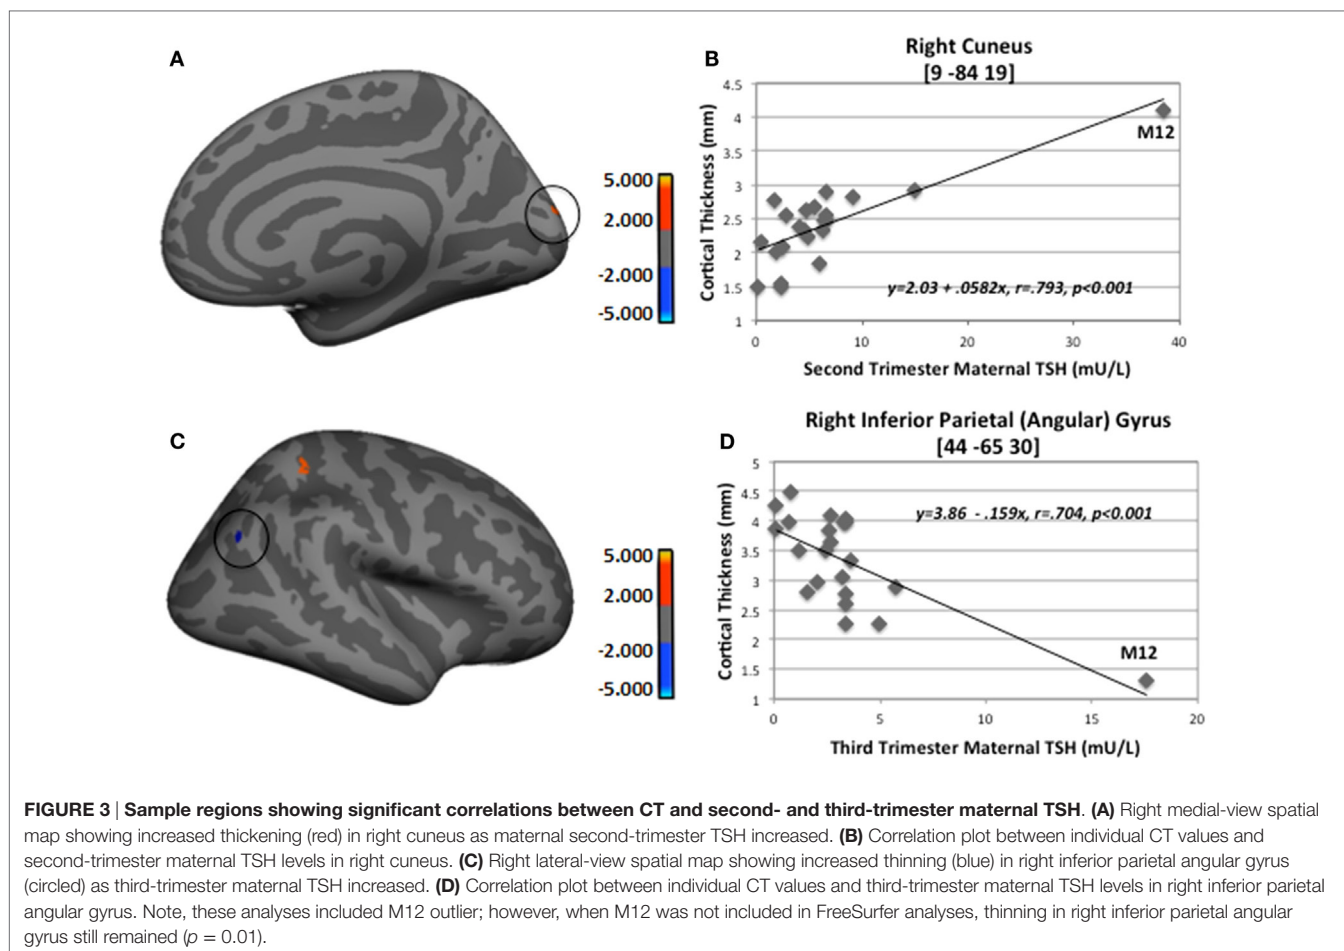 A
5.000
2.000
-2.000
-5.000
B
Right Cuneus
[9 -84 19]
Cortical Thickness (mm)
4.5
4
3.5
3
2.5
2
1.5
1
M12
y=2.03 + .0582x, r=.793, p<0.001
0 10 20 30 40
Second Trimester Maternal TSH (mU/L)
C
5.000
2.000
-2.000
-5.000
D
Right Inferior Parietal (Angular) Gyrus
[44 -65 30]
Cortical Thickness (mm)
5
4.5
4
3.5
3
2.5
2
1.5
1
y=3.86 - .159x, r=.704, p<0.001
M12
0 5 10 15 20
Third Trimester Maternal TSH (mU/L)
FIGURE 3 | Sample regions showing significant correlations between CT and second- and third-trimester maternal TSH. (A) Right medial-view spatial
map showing increased thickening (red) in right cuneus as maternal second-trimester TSH increased. (B) Correlation plot between individual CT values and
second-trimester maternal TSH levels in right cuneus. (C) Right lateral-view spatial map showing increased thinning (blue) in right inferior parietal angular gyrus
(circled) as third-trimester maternal TSH increased. (D) Correlation plot between individual CT values and third-trimester maternal TSH levels in right inferior parietal
angular gyrus. Note, these analyses included M12 outlier; however, when M12 was not included in FreeSurfer analyses, thinning in right inferior parietal angular
gyrus still remained (p = 0.01).